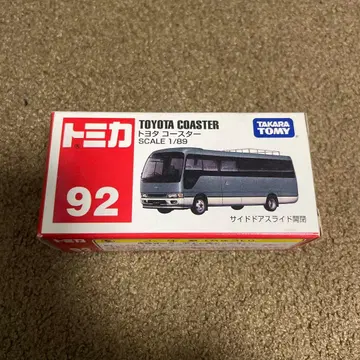 トミカ
92
TOYOTA COASTER
トヨタ コースター
SCALE 1/89
TAKARA
TOMY
サイドドアスライド開閉